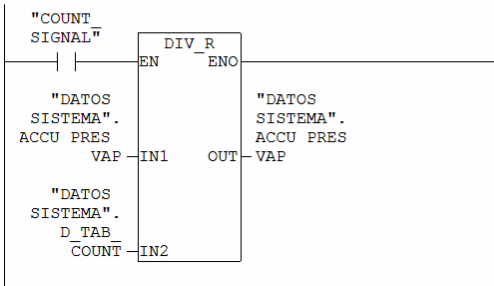 "COUNT_
SIGNAL"
DIV_R
EN ENO
"DATOS
SISTEMA".
ACCU PRES
VAP IN1
"DATOS
SISTEMA".
ACCU PRES
OUT VAP
"DATOS
SISTEMA".
D_TAB_
COUNT IN2